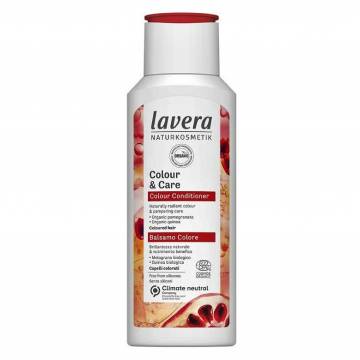 lavera
NATURKOSMETIK
ORGANIC
Colour
& Care
Colour Conditioner
Naturally radiant colour
& pampering care
• Organic pomegranate
• Organic quinoa
Coloured hair
Balsamo Colore
Brillantezza naturale
& nutrimento benefico
• Melograno biologico
• Quinoa biologica
Capelli colorati
Free from silicones
Senza siliconi
Climate neutral
Company